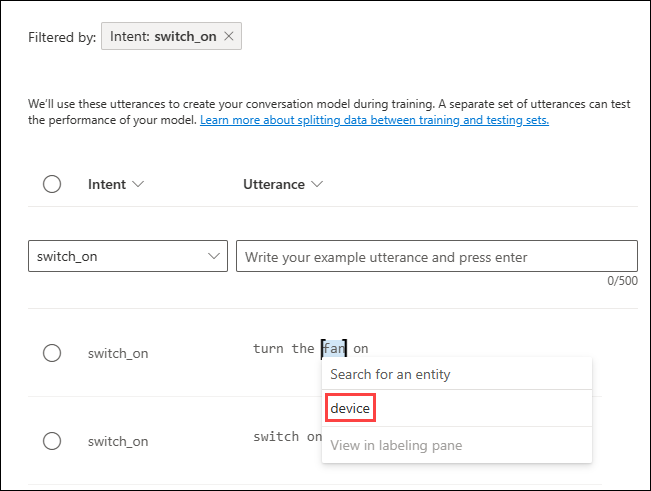 Filtered by: Intent: switch_on ×
We'll use these utterances to create your conversation model during training. A separate set of utterances can test
the performance of your model. Learn more about splitting data between training and testing sets.
Intent Utterance
switch_on Write your example utterance and press enter
0/500
switch_on turn the [fan] on
Search for an entity
device
switch_on switch on
View in labeling pane